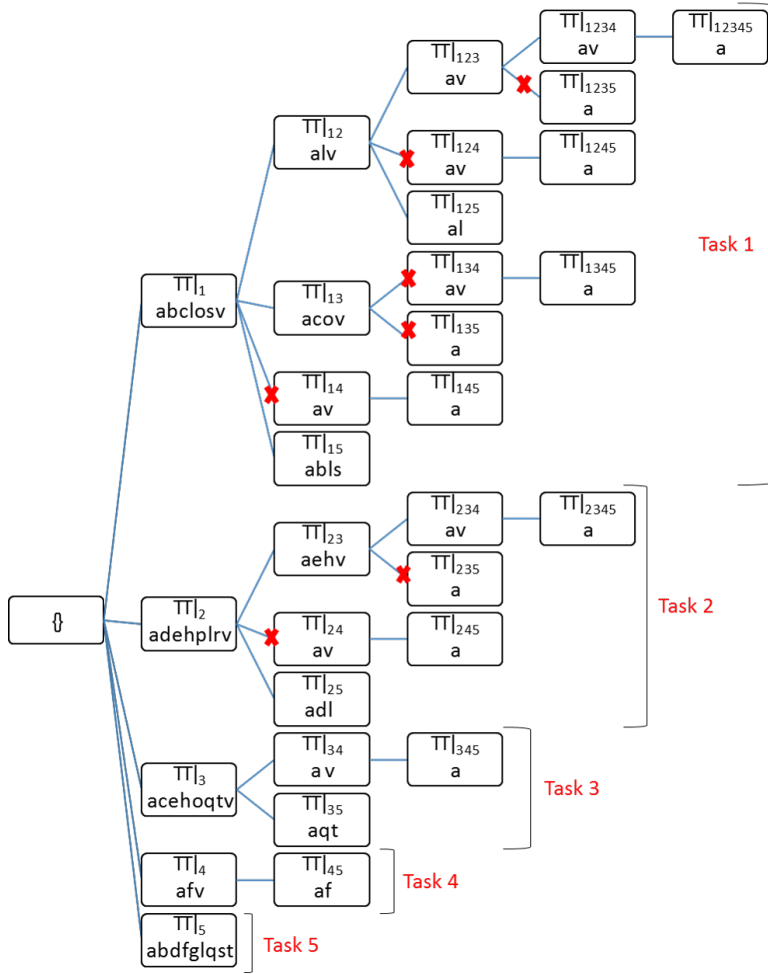 TT|1234
av
TT|12345
a
TT|123
av
TT|1235
a
TT|12
alv
TT|124
av
TT|1245
a
TT|125
al
Task 1
TT|1
abclosv
TT|13
acov
TT|134
av
TT|1345
a
TT|135
a
TT|14
av
TT|145
a
TT|15
abls
TT|23
aehv
TT|234
av
TT|2345
a
TT|235
a
Task 2
{}
TT|2
adehplrv
TT|24
av
TT|245
a
TT|25
adl
TT|3
acehoqtv
TT|34
av
TT|345
a
TT|35
aqt
Task 3
TT|4
afv
TT|45
af
Task 4
TT|5
abdfglqst
Task 5